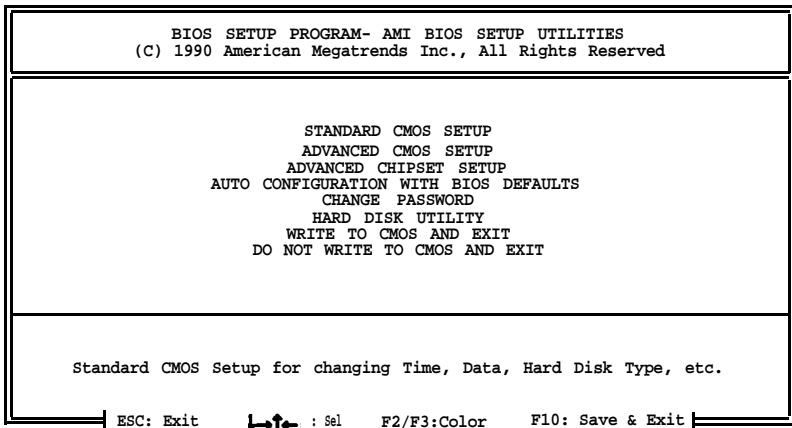 BIOS SETUP PROGRAM- AMI BIOS SETUP UTILITIES
(C) 1990 American Megatrends Inc., All Rights Reserved
STANDARD CMOS SETUP
ADVANCED CMOS SETUP
ADVANCED CHIPSET SETUP
AUTO CONFIGURATION WITH BIOS DEFAULTS
CHANGE PASSWORD
HARD DISK UTILITY
WRITE TO CMOS AND EXIT
DO NOT WRITE TO CMOS AND EXIT
Standard CMOS Setup for changing Time, Data, Hard Disk Type, etc.
ESC: Exit : Sel F2/F3:Color F10: Save & Exit